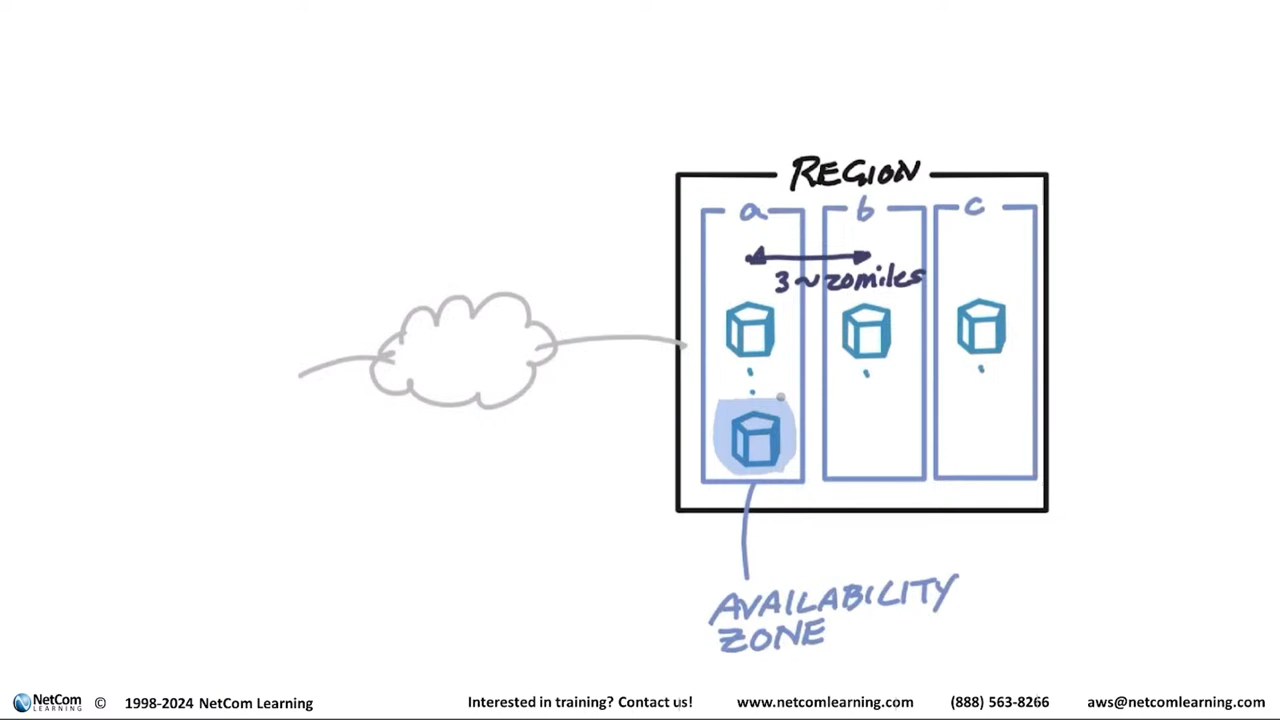 REGION
a b c
3~20miles
AVAILABILITY
ZONE
NetCom
LEARNING
© 1998-2024 NetCom Learning
Interested in training? Contact us!
www.netcomlearning.com
(888) 563-8266
aws@netcomlearning.com